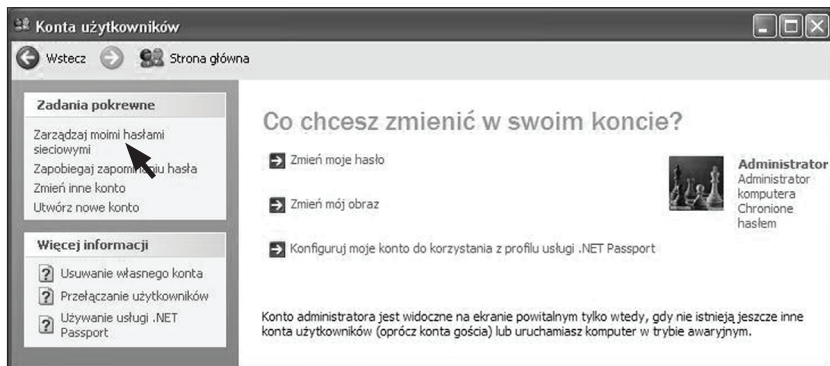 Konta użytkowników
Wstecz
Strona główna
Zadania pokrewne
Zarządzaj moimi hasłami
sieciowymi
Zapobiegaj zapominaniu hasła
Zmień inne konto
Utwórz nowe konto
Więcej informacji
Usuwanie własnego konta
Przełączanie użytkowników
Używanie usługi .NET
Passport
Co chcesz zmienić w swoim koncie?
Zmień moje hasło
Zmień mój obraz
Konfiguruj moje konto do korzystania z profilu usługi .NET Passport
Administrator
Administrator
komputera
Chronione
hasłem
Konto administratora jest widoczne na ekranie powitalnym tylko wtedy, gdy nie istnieją jeszcze inne
konta użytkowników (oprócz konta gościa) lub uruchamiasz komputer w trybie awaryjnym.